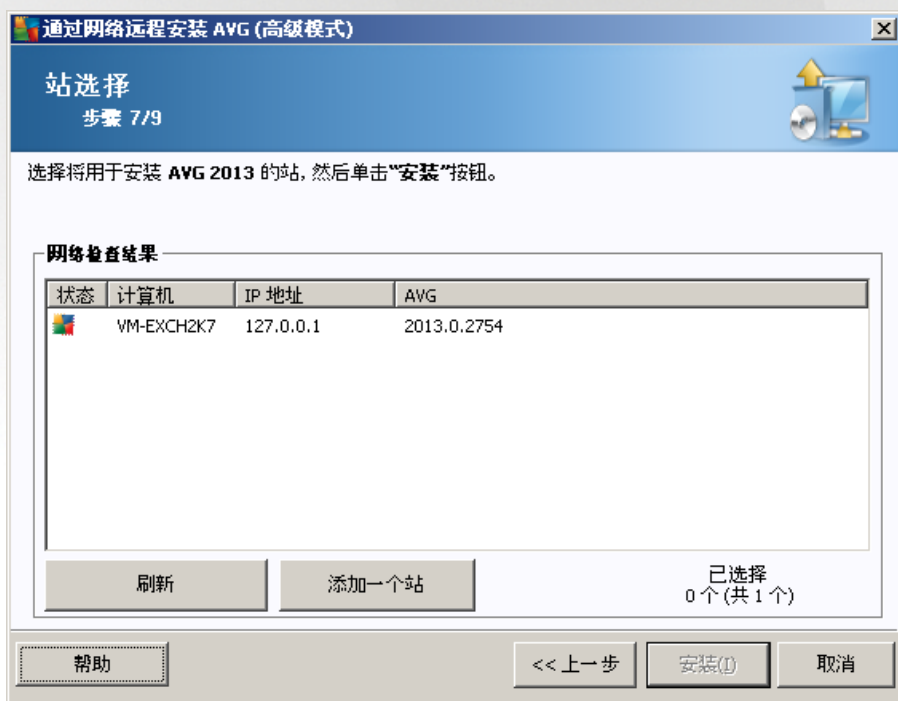 通过网络远程安装 AVG (高级模式)
站选择
步骤 7/9
选择将用于安装 AVG 2013 的站, 然后单击“安装”按钮。
网络检查结果
状态 计算机 IP 地址 AVG
VM-EXCH2K7 127.0.0.1 2013.0.2754
刷新 添加一个站 已选择
0 个 (共 1 个)
帮助 << 上一步 安装(I) 取消